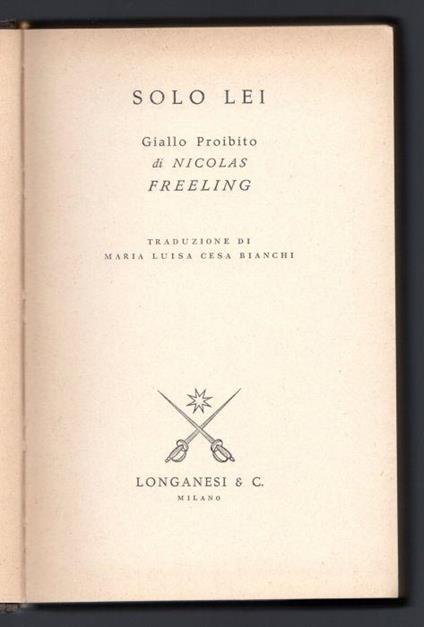 SOLO LEI
Giallo Proibito
di NICOLAS
FREELING
TRADUZIONE DI
MARIA LUISA CESA BIANCHI
LONGANESI & C.
MILANO